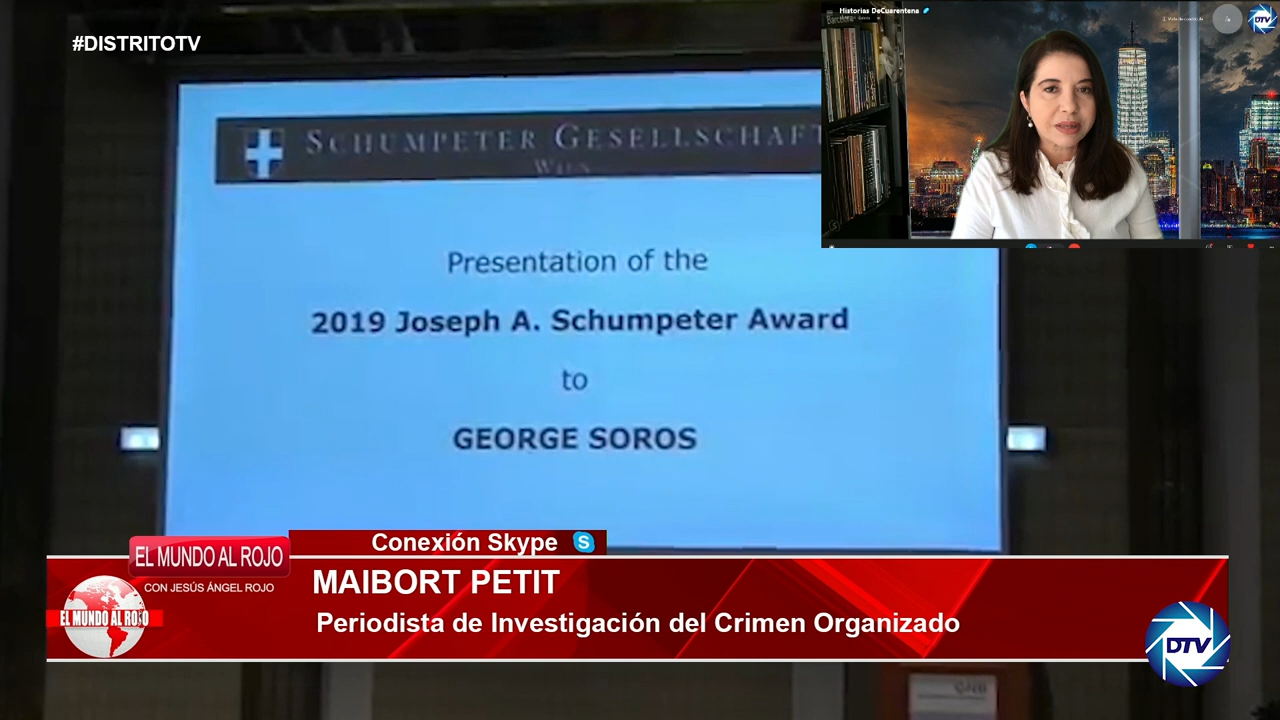 #DISTRITOTV
Historias DeCuarentena
Barcelona
DTV
SCHUMPETER GESELLSCHAFT
WIEN
Presentation of the
2019 Joseph A. Schumpeter Award
to
GEORGE SOROS
Conexión Skype S
EL MUNDO AL ROJO
CON JESÚS ÁNGEL ROJO
MAIBORT PETIT
EL MUNDO AL ROJO
Periodista de Investigación del Crimen Organizado
DTV